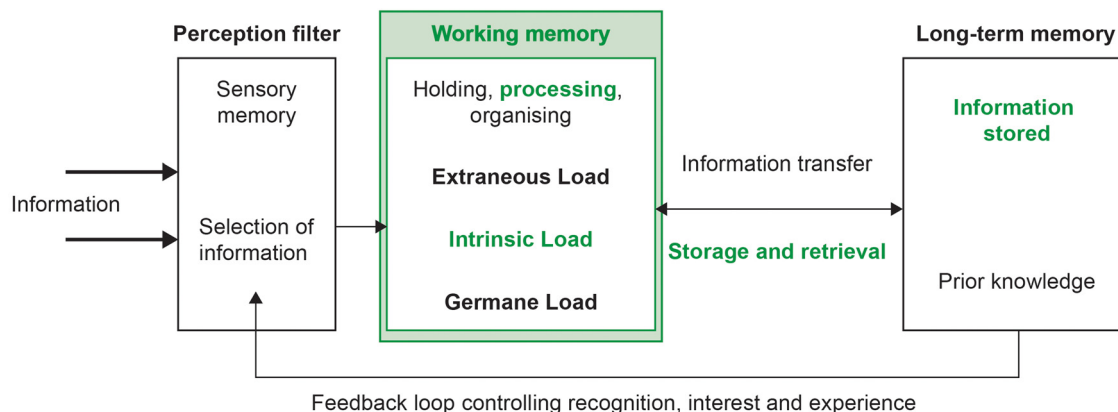 Perception filter
Working memory
Long-term memory
Sensory
memory
Holding, processing,
organising
Information
stored
Extraneous Load
Information transfer
Information
Selection of
information
Intrinsic Load
Storage and retrieval
Prior knowledge
Germane Load
Feedback loop controlling recognition, interest and experience